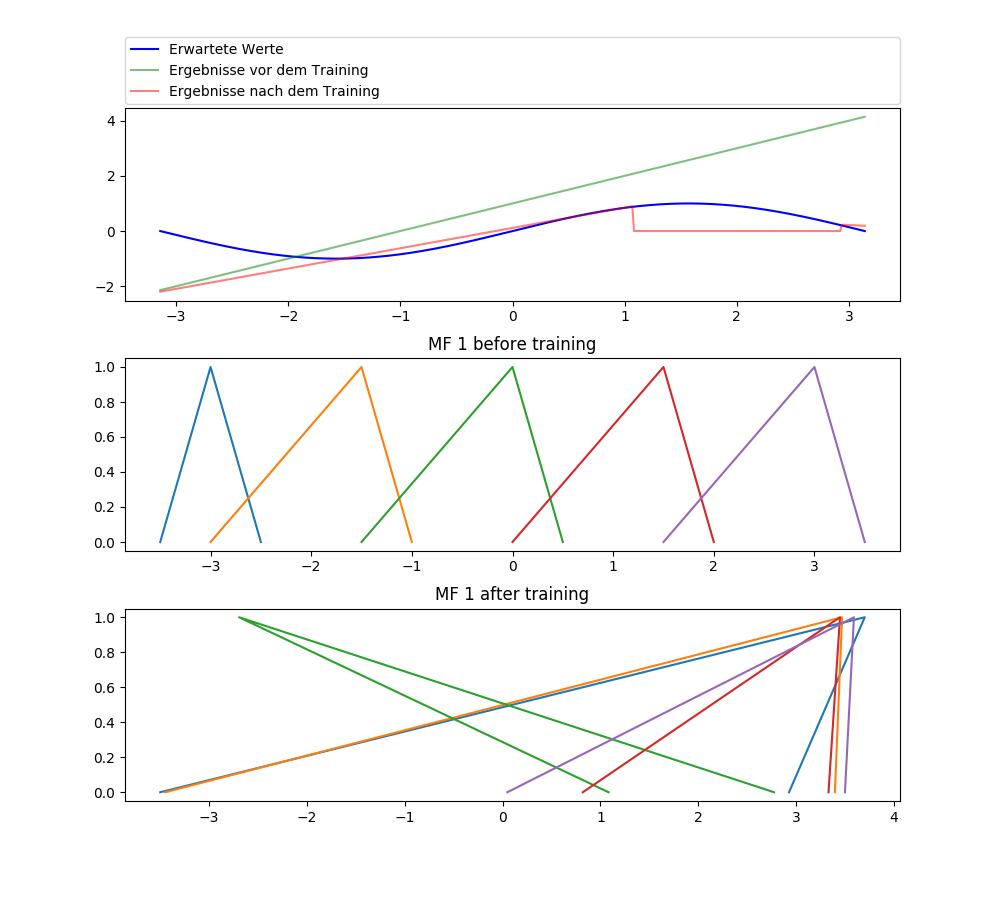 Erwartete Werte
Ergebnisse vor dem Training
Ergebnisse nach dem Training
4
2
0
−2
−3 −2 −1 0 1 2 3
MF 1 before training
1.0
0.8
0.6
0.4
0.2
0.0
−3 −2 −1 0 1 2 3
MF 1 after training
1.0
0.8
0.6
0.4
0.2
0.0
−3 −2 −1 0 1 2 3 4